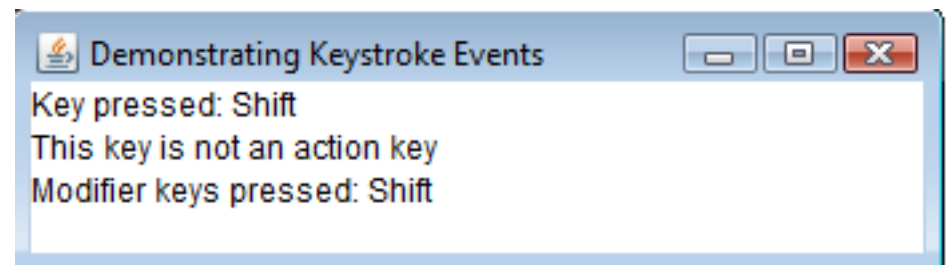 Demonstrating Keystroke Events
Key pressed: Shift
This key is not an action key
Modifier keys pressed: Shift